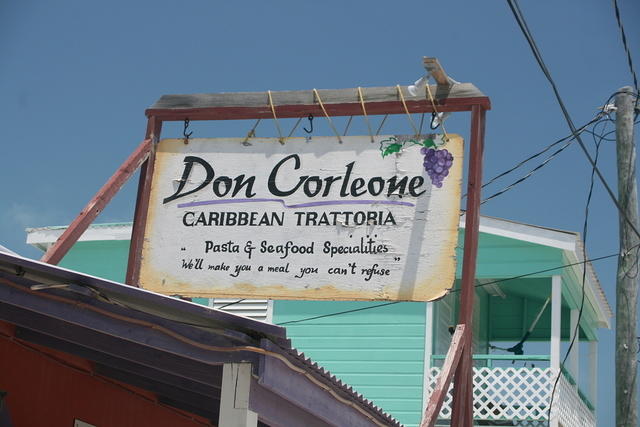 Don Corleone
CARIBBEAN TRATTORIA
" Pasta & Seafood Specialities
We'll make you a meal you can't refuse "